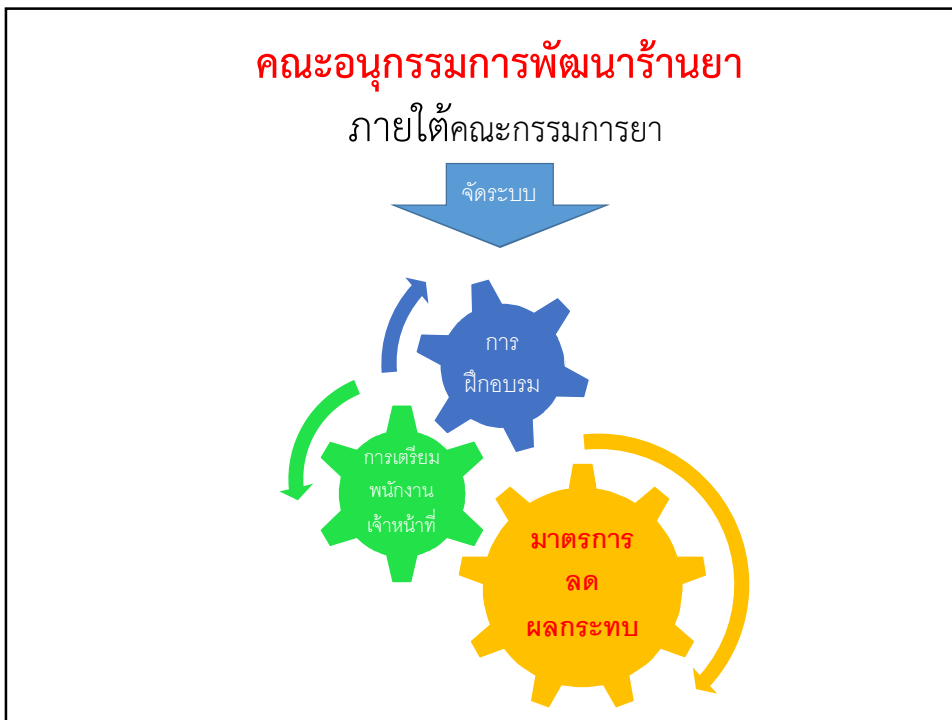 คณะอนุกรรมการพัฒนาร้านยา
ภายใต้คณะกรรมการยา
จัดระบบ
การ
ฝึกอบรม
การเตรียม
พนักงาน
เจ้าหน้าที่
มาตรการ
ลด
ผลกระทบ